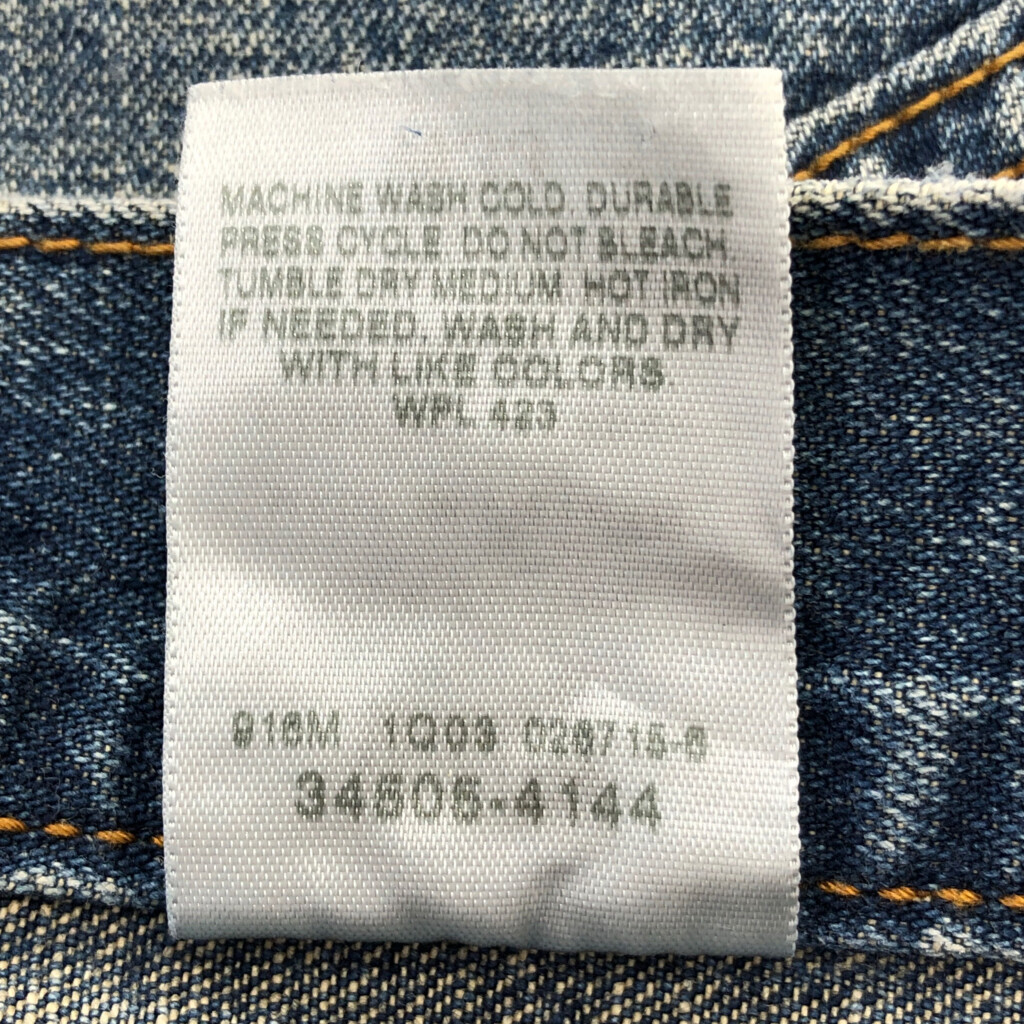 MACHINE WASH COLD. DURABLE
PRESS CYCLE. DO NOT BLEACH.
TUMBLE DRY MEDIUM. HOT IRON
IF NEEDED. WASH AND DRY
WITH LIKE COLORS.
WPL 423
916M 1Q03
34505-4144